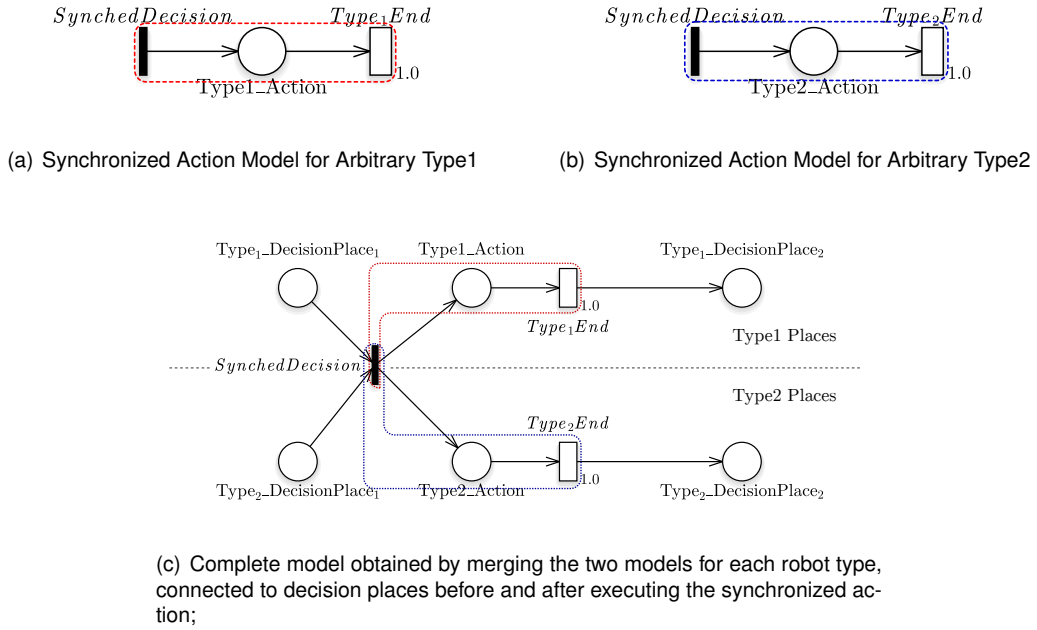 SynchedDecision Type₁End SynchedDecision Type₂End
1.0 1.0
Type1_Action Type2_Action
(a) Synchronized Action Model for Arbitrary Type1 (b) Synchronized Action Model for Arbitrary Type2
Type₁_DecisionPlace₁ Type1_Action Type₁_DecisionPlace₂
1.0
Type₁End
Type1 Places
SynchedDecision
Type2 Places
Type₂End
1.0
Type₂_DecisionPlace₁ Type2_Action Type₂_DecisionPlace₂
(c) Complete model obtained by merging the two models for each robot type,
connected to decision places before and after executing the synchronized ac-
tion;